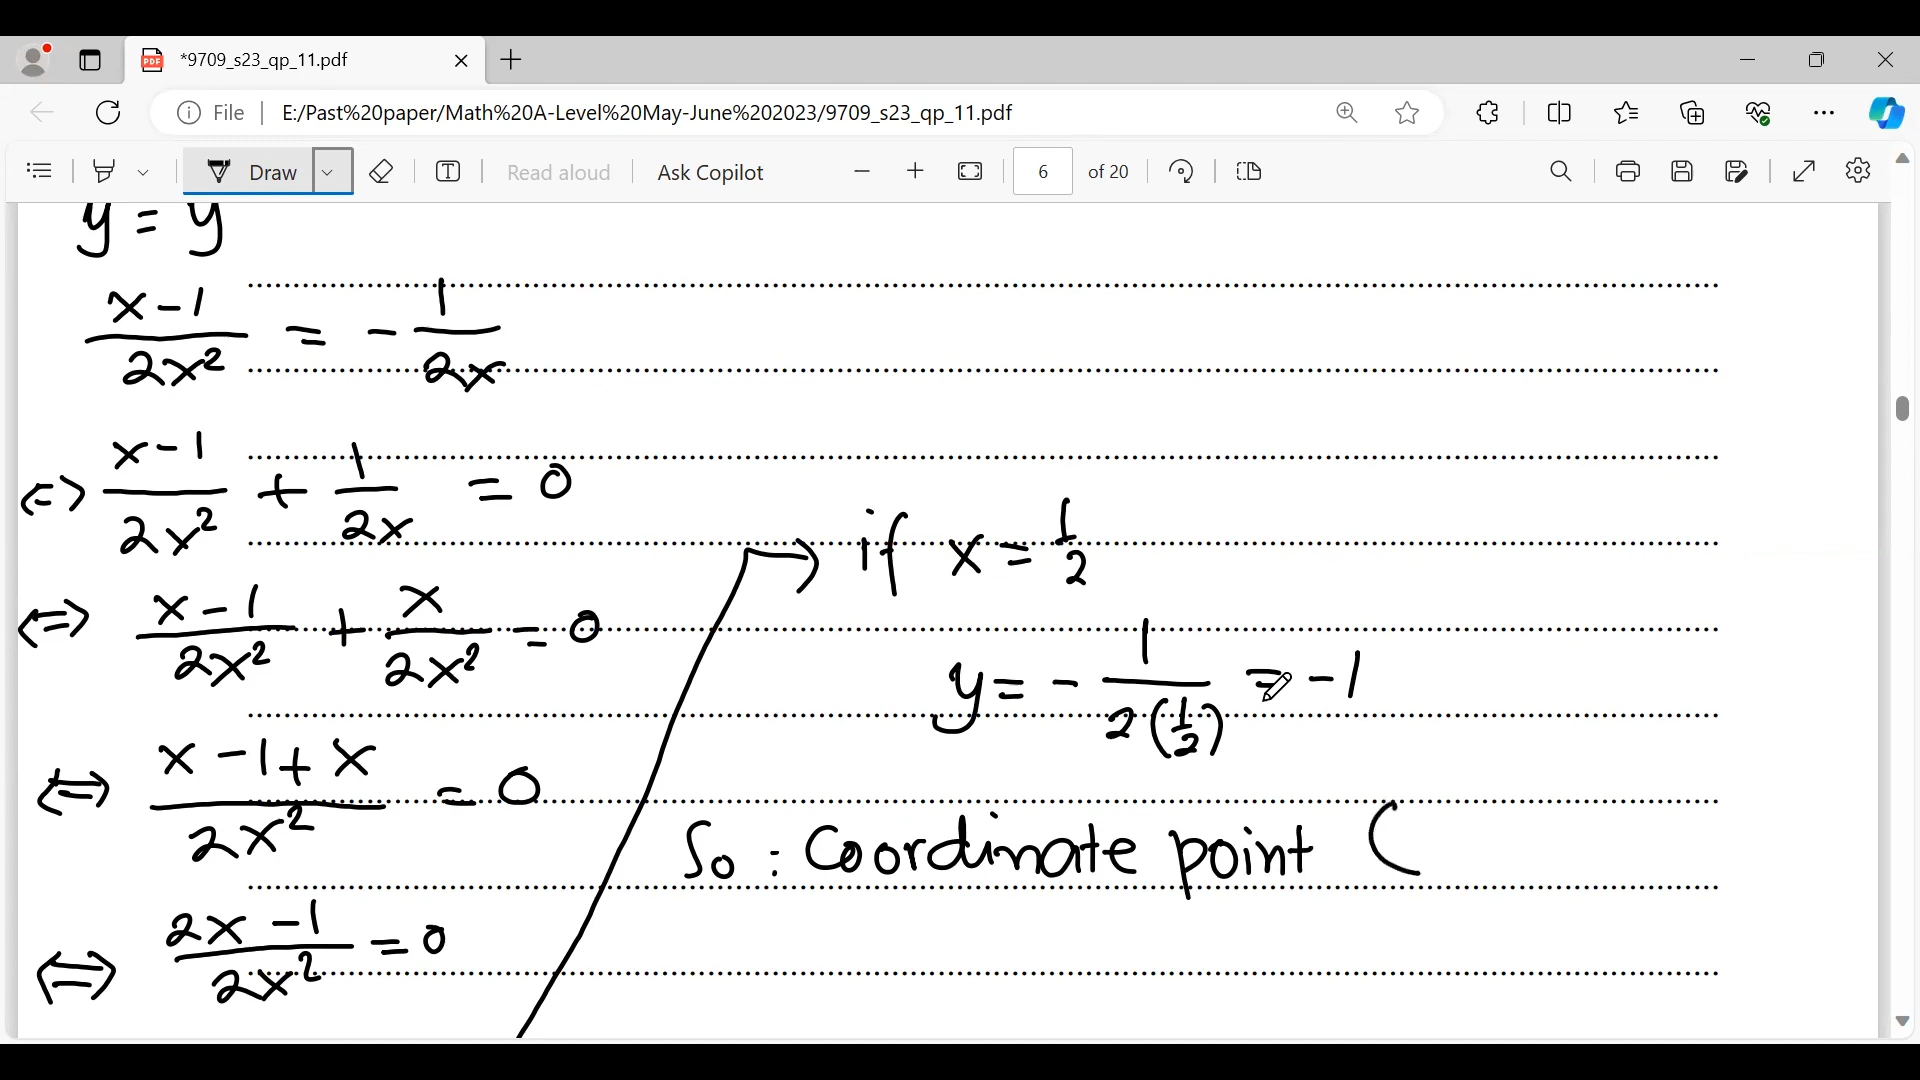 *9709_s23_qp_11.pdf
File | E:/Past%20paper/Math%20A-Level%20May-June%202023/9709_s23_qp_11.pdf
Draw Read aloud Ask Copilot 6 of 20
y = y
(x-1)/(2x²) = - 1/(2x)
⇔ (x-1)/(2x²) + 1/(2x) = 0
⇔ (x-1)/(2x²) + x/(2x²) = 0
⇔ (x-1+x)/(2x²) = 0
⇔ (2x-1)/(2x²) = 0
if x = 1/2
y = - 1/(2(1/2)) = -1
So : Coordinate point (